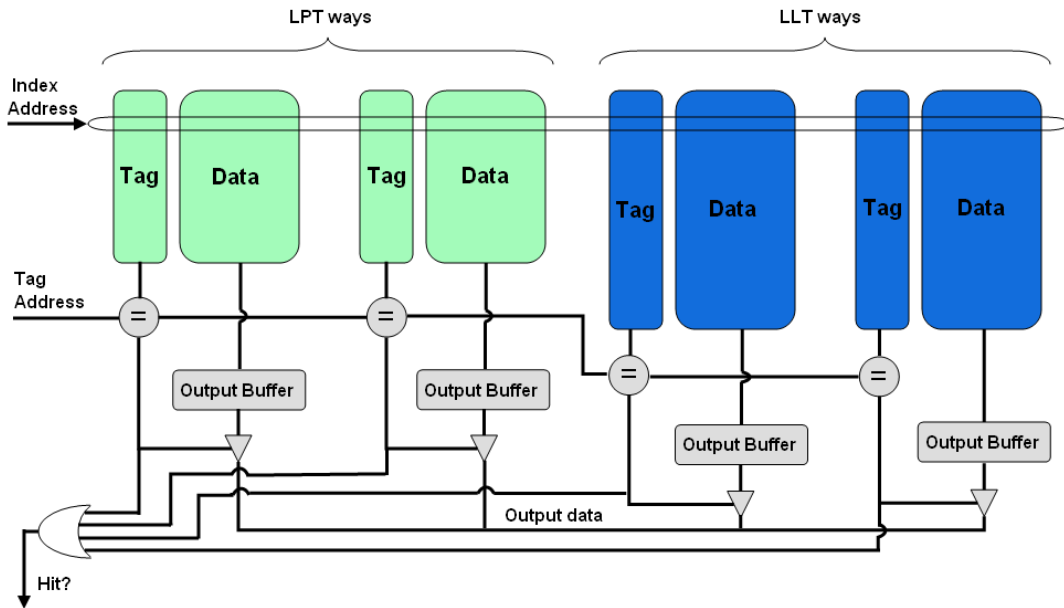 LPT ways
LLT ways
Index
Address
Tag
Data
Tag
Data
Tag
Data
Tag
Data
Tag
Address
=
=
=
=
Output Buffer
Output Buffer
Output Buffer
Output Buffer
Output data
Hit?